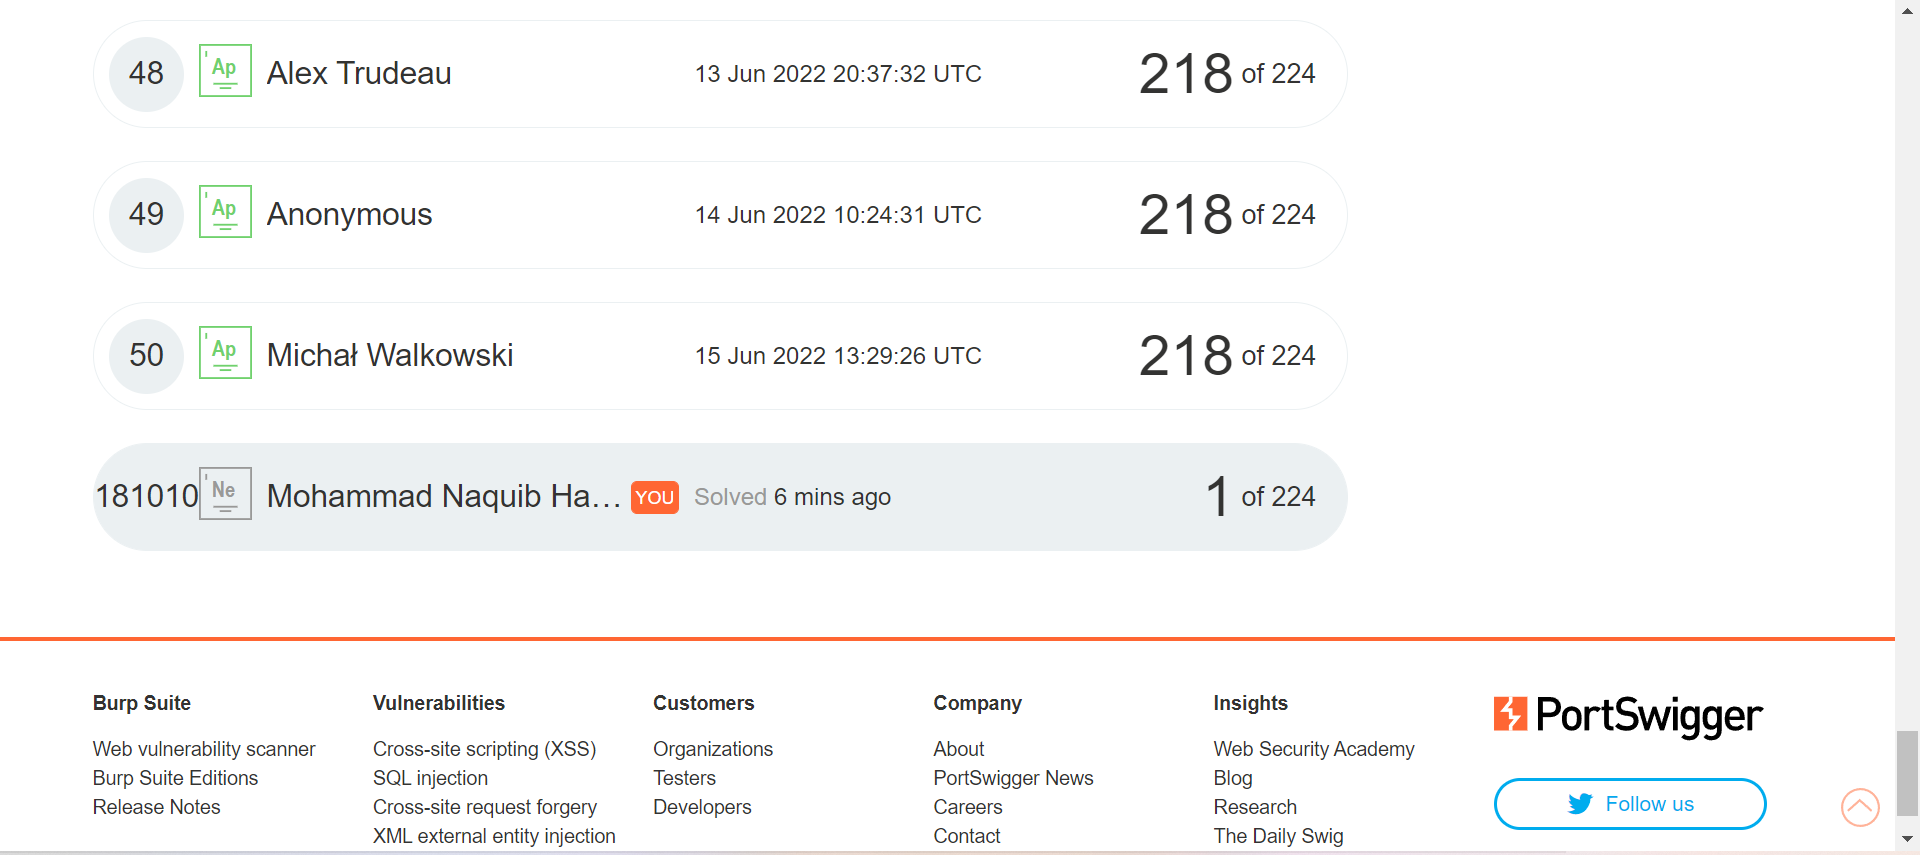 48 Ap Alex Trudeau 13 Jun 2022 20:37:32 UTC 218 of 224
49 Ap Anonymous 14 Jun 2022 10:24:31 UTC 218 of 224
50 Ap Michał Walkowski 15 Jun 2022 13:29:26 UTC 218 of 224
181010 Ne Mohammad Naquib Ha... YOU Solved 6 mins ago 1 of 224
Burp Suite
Web vulnerability scanner
Burp Suite Editions
Release Notes
Vulnerabilities
Cross-site scripting (XSS)
SQL injection
Cross-site request forgery
XML external entity injection
Customers
Organizations
Testers
Developers
Company
About
PortSwigger News
Careers
Contact
Insights
Web Security Academy
Blog
Research
The Daily Swig
PortSwigger
Follow us